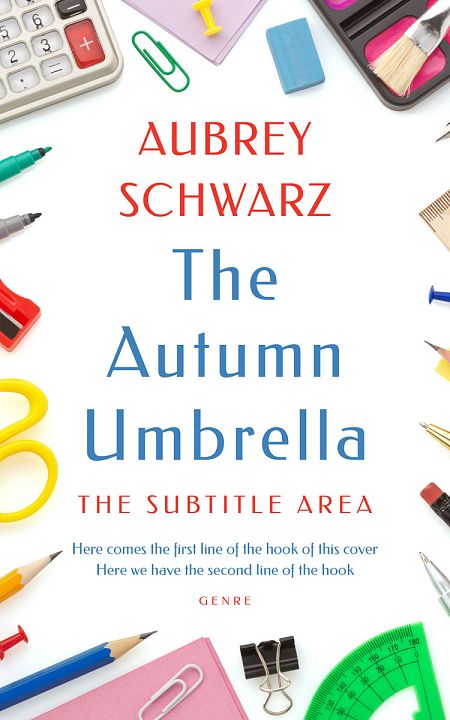 AUBREY
SCHWARZ
The
Autumn
Umbrella
THE SUBTITLE AREA
Here comes the first line of the hook of this cover
Here we have the second line of the hook
GENRE